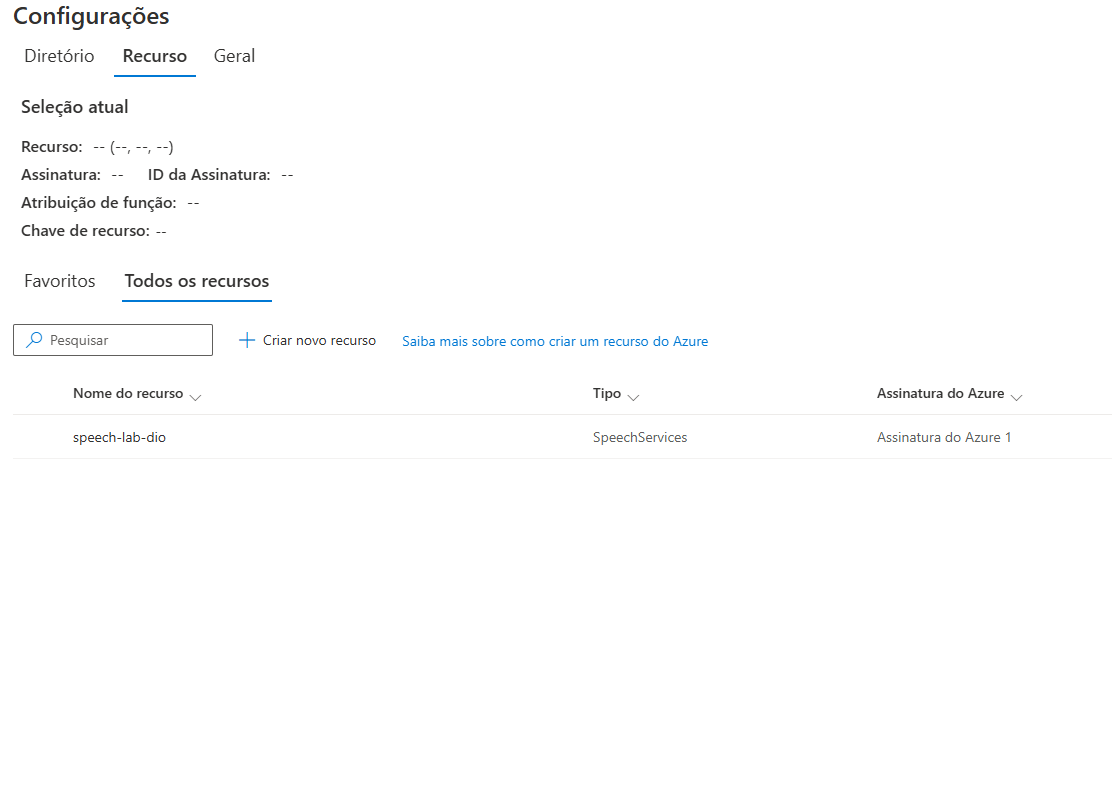 Configurações
Diretório Recurso Geral
Seleção atual
Recurso: -- (--, --, --)
Assinatura: -- ID da Assinatura: --
Atribuição de função: --
Chave de recurso: --
Favoritos Todos os recursos
Pesquisar Criar novo recurso Saiba mais sobre como criar um recurso do Azure
Nome do recurso Tipo Assinatura do Azure
speech-lab-dio SpeechServices Assinatura do Azure 1